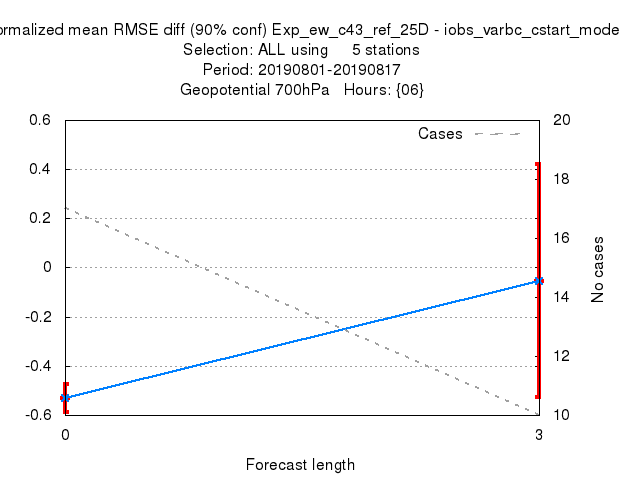 ormalized mean RMSE diff (90% conf) Exp_ew_c43_ref_25D - iobs_varbc_cstart_mode
Selection: ALL using 5 stations
Period: 20190801-20190817
Geopotential 700hPa Hours: {06}
0.6
0.4
0.2
0
-0.2
-0.4
-0.6
Cases
20
18
16
14
12
10
No cases
0
3
Forecast length